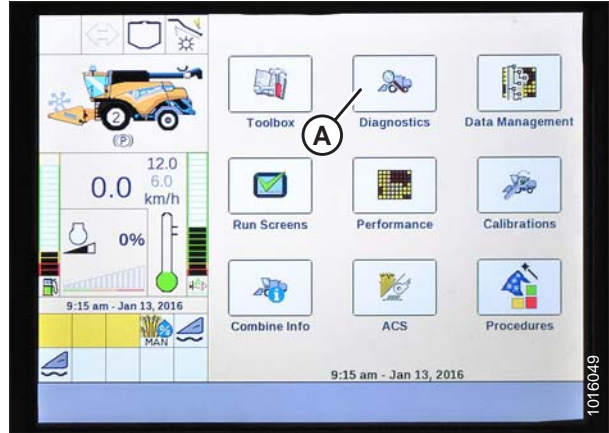 2
(P)
12.0
0.0
6.0
km/h
0%
9:15 am - Jan 13, 2016
MAN
Toolbox
Diagnostics
Data Management
A
Run Screens
Performance
Calibrations
Combine Info
ACS
Procedures
9:15 am - Jan 13, 2016
1016049